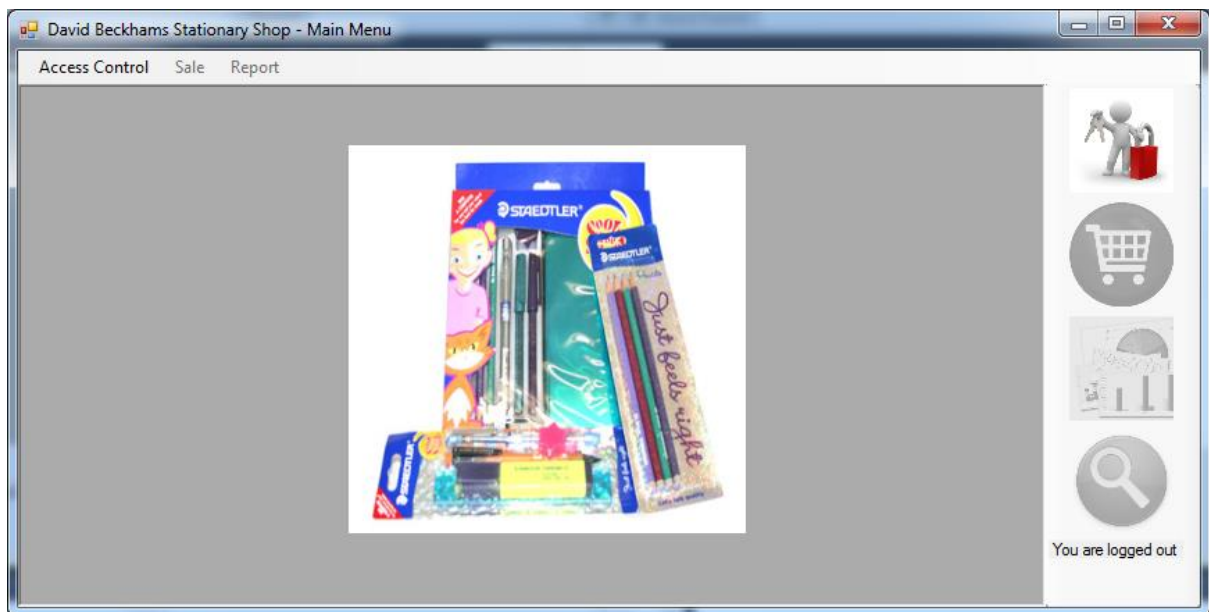 David Beckhams Stationary Shop - Main Menu
Access Control Sale Report
STAEDTLER
STAEDTLER
Just feels right
STAEDTLER
You are logged out